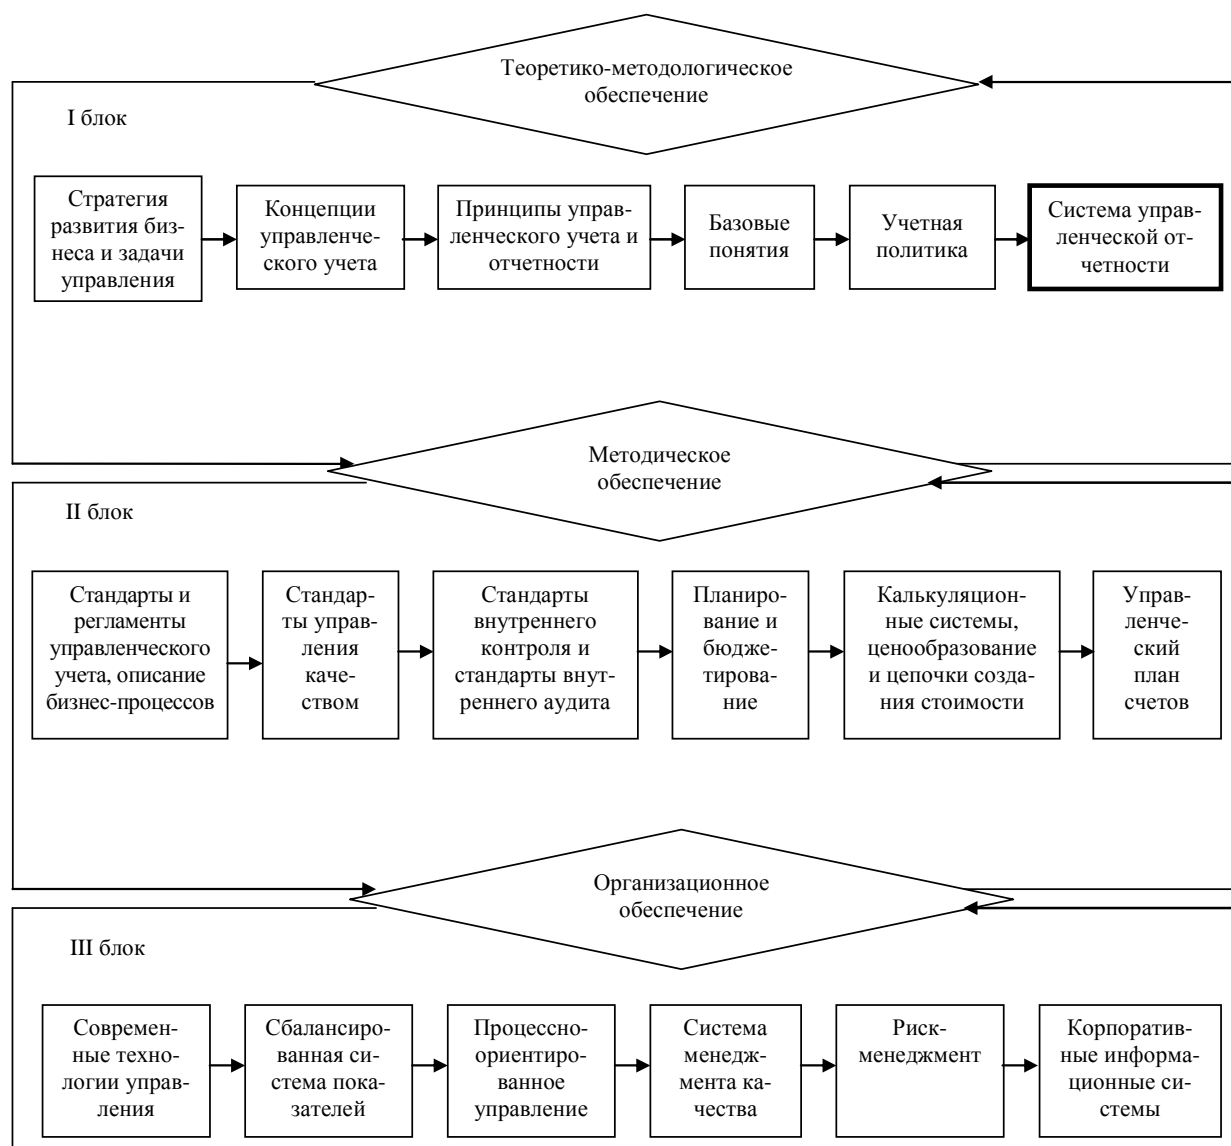 Теоретико-методологическое
обеспечение
I блок
Стратегия
развития биз-
неса и задачи
управления
Концепции
управленче-
ского учета
Принципы управ-
ленческого учета и
отчетности
Базовые
понятия
Учетная
политика
Система управ-
ленческой от-
четности
Методическое
обеспечение
II блок
Стандарты и
регламенты
управленческого
учета, описание
бизнес-процессов
Стандар-
ты управ-
ления
каче-
ством
Стандарты
внутреннего
контроля и
стандарты внут-
реннего аудита
Планиро-
вание и
бюдже-
тирова-
ние
Калькуляцион-
ные системы,
ценообразование
и цепочки созда-
ния стоимости
Управ-
ленче-
ский
план
счетов
Организационное
обеспечение
III блок
Современ-
ные техно-
логии управ-
ления
Сбалансиро-
ванная си-
стема пока-
зателей
Процессно-
ориентиро-
ванное
управление
Система
менедж-
мента ка-
чества
Риск-
менеджмент
Корпоратив-
ные информа-
ционные си-
стемы